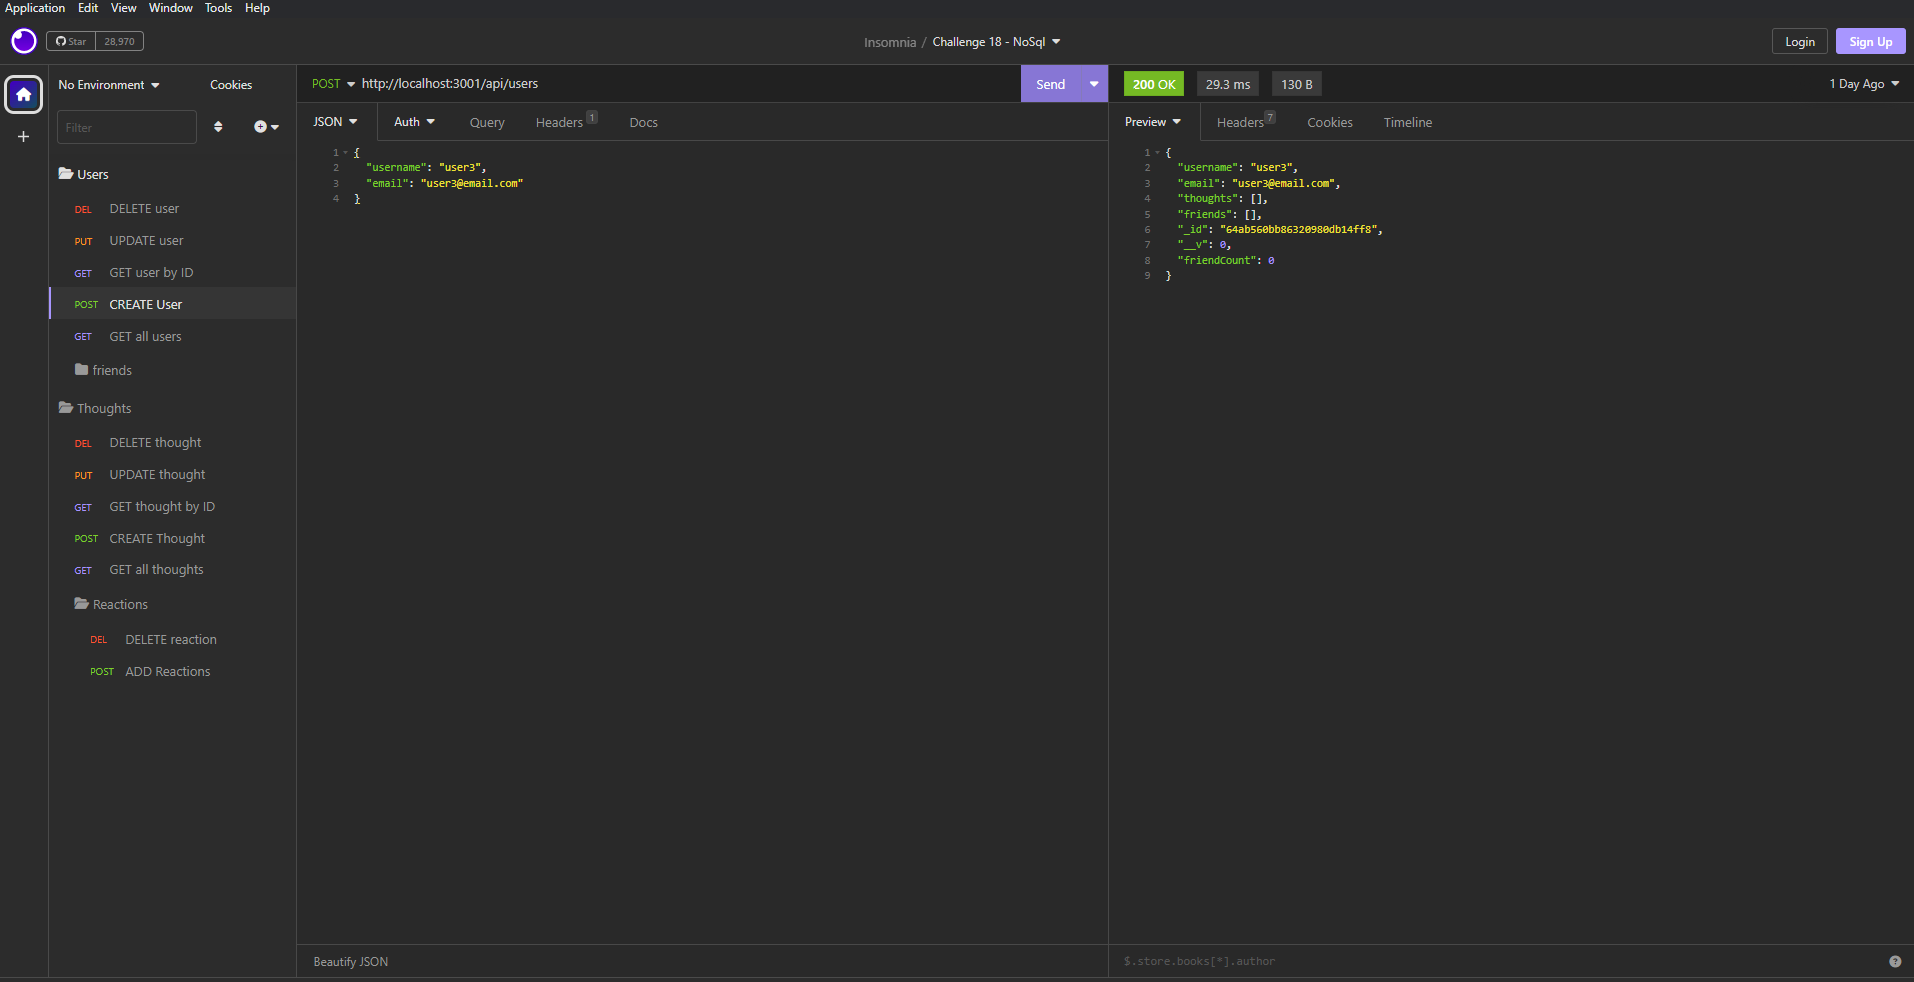 Application Edit View Window Tools Help
Star 28,970
Insomnia / Challenge 18 - NoSql
Login Sign Up
No Environment Cookies
Filter
Users
DEL DELETE user
PUT UPDATE user
GET GET user by ID
POST CREATE User
GET GET all users
friends
Thoughts
DEL DELETE thought
PUT UPDATE thought
GET GET thought by ID
POST CREATE Thought
GET GET all thoughts
Reactions
DEL DELETE reaction
POST ADD Reactions
POST http://localhost:3001/api/users Send
JSON Auth Query Headers 1 Docs
1 {
2 "username": "user3",
3 "email": "user3@email.com"
4 }
Beautify JSON
200 OK 29.3 ms 130 B 1 Day Ago
Preview Headers 7 Cookies Timeline
1 {
2 "username": "user3",
3 "email": "user3@email.com",
4 "thoughts": [],
5 "friends": [],
6 "_id": "64ab560bb86320980db14ff8",
7 "__v": 0,
8 "friendCount": 0
9 }
$.store.books[*].author ?